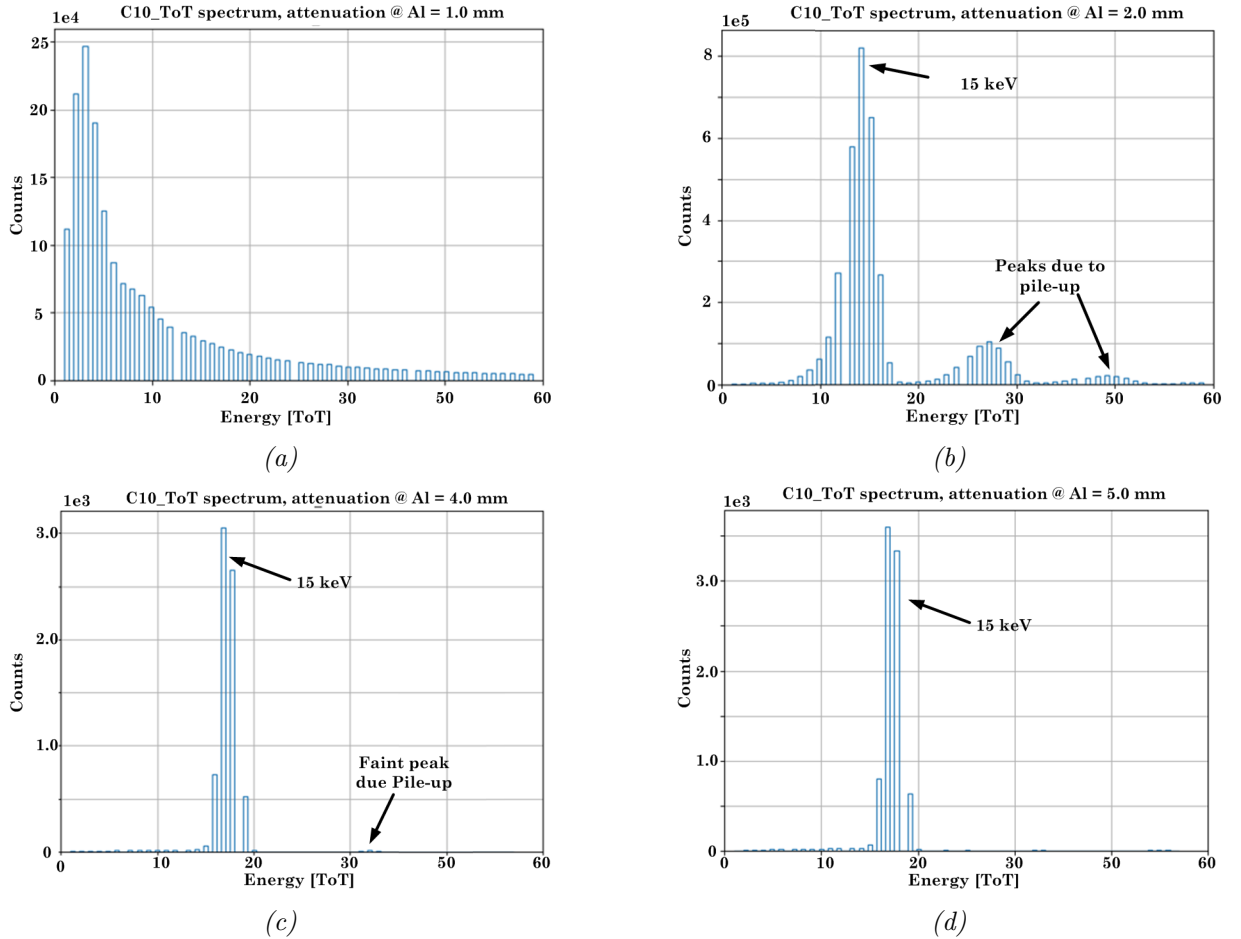 C10_ToT spectrum, attenuation @ Al = 1.0 mm
1e4
25
20
15
10
5
0
Counts
0 10 20 30 40 50 60
Energy [ToT]
(a)
C10_ToT spectrum, attenuation @ Al = 2.0 mm
1e5
8
6
4
2
0
Counts
15 keV
Peaks due to
pile-up
0 10 20 30 40 50 60
Energy [ToT]
(b)
C10_ToT spectrum, attenuation @ Al = 4.0 mm
1e3
3.0
2.0
1.0
0
Counts
15 keV
Faint peak
due Pile-up
0 10 20 30 50 60
Energy [ToT]
(c)
C10_ToT spectrum, attenuation @ Al = 5.0 mm
1e3
3.0
2.0
1.0
0
Counts
15 keV
0 10 20 30 50 60
Energy [ToT]
(d)